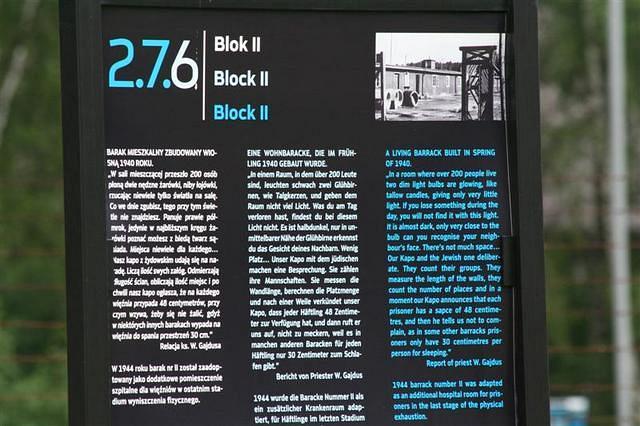 2.7.6
Blok II
Block II
Block II
BARAK MIESZKALNY ZBUDOWANY WIO-
SNĄ 1940 ROKU.
„W sali mieszczącej przeszło 200 osób
płoną dwie nędzne żarówki, niby łojówki,
rzucając niewiele tylko światła na salę.
Co we dnie zgubisz, tego przy tym świe-
tle nie znajdziesz. Panuje prawie pół-
mrok, jedynie w najbliższym kręgu ża-
rówki poznać możesz z biedą twarz są-
siada. Miejsca niewiele dla każdego...
Nasz kapo z żydowskim udają się na na-
radę. Liczą ilość swych załóg. Odmierzają
długość ścian, obliczają ilość miejsc i po
chwili nasz kapo ogłasza, że na każdego
więźnia przypada 48 centymetrów, przy
czym wzywa, żeby się nie żalić, gdyż
w niektórych innych barakach wypada na
więźnia do spania przestrzeń 30 cm."
Relacja ks. W. Gajdusa
W 1944 roku barak nr II został zaadop-
towany jako dodatkowe pomieszczenie
szpitalne dla więźniów w ostatnim sta-
dium wyniszczenia fizycznego.
EINE WOHNBARACKE, DIE IM FRÜH-
LING 1940 GEBAUT WURDE.
„In einem Raum, in dem über 200 Leute
sind, leuchten schwach zwei Glühbir-
nen, wie Talgkerzen, und geben dem
Raum nicht viel Licht. Was du am Tag
verloren hast, findest du bei diesem
Licht nicht. Es ist halbdunkel, nur in un-
mittelbarer Nähe der Glühbirne erkennst
du das Gesicht deines Nachbarn. Wenig
Platz... Unser Kapo mit dem jüdischen
machen eine Besprechung. Sie zählen
ihre Mannschaften. Sie messen die
Wandlänge, berechnen die Platzmenge
und nach einer Weile verkündet unser
Kapo, dass jeder Häftling 48 Zentime-
ter zur Verfügung hat, und dann ruft er
uns auf, nicht zu meckern, weil es in
manchen anderen Baracken für jeden
Häftling nur 30 Zentimeter zum Schla-
fen gibt."
Bericht von Priester W. Gajdus
1944 wurde die Baracke Nummer II als
ein zusätzlicher Krankenraum adap-
tiert, für Häftlinge im letzten Stadium
A LIVING BARRACK BUILT IN SPRING
OF 1940.
„In a room where over 200 people live
two dim light bulbs are glowing, like
tallow candles, giving only very little
light. If you lose something during the
day, you will not find it with this light.
It is almost dark, only very close to the
bulb can you recognise your neigh-
bour's face. There's not much space...
Our Kapo and the Jewish one deliber-
ate. They count their groups. They
measure the length of the walls, they
count the number of places and in a
moment our Kapo announces that each
prisoner has a sapce of 48 centime-
tres, and then he tells us not to com-
plain, as in some other barracks pris-
oners only have 30 centimetres per
person for sleeping."
Report of priest W. Gajdus
1944 barrack number II was adapted
as an additional hospital room for pris-
oners in the last stage of the physical
exhaustion.